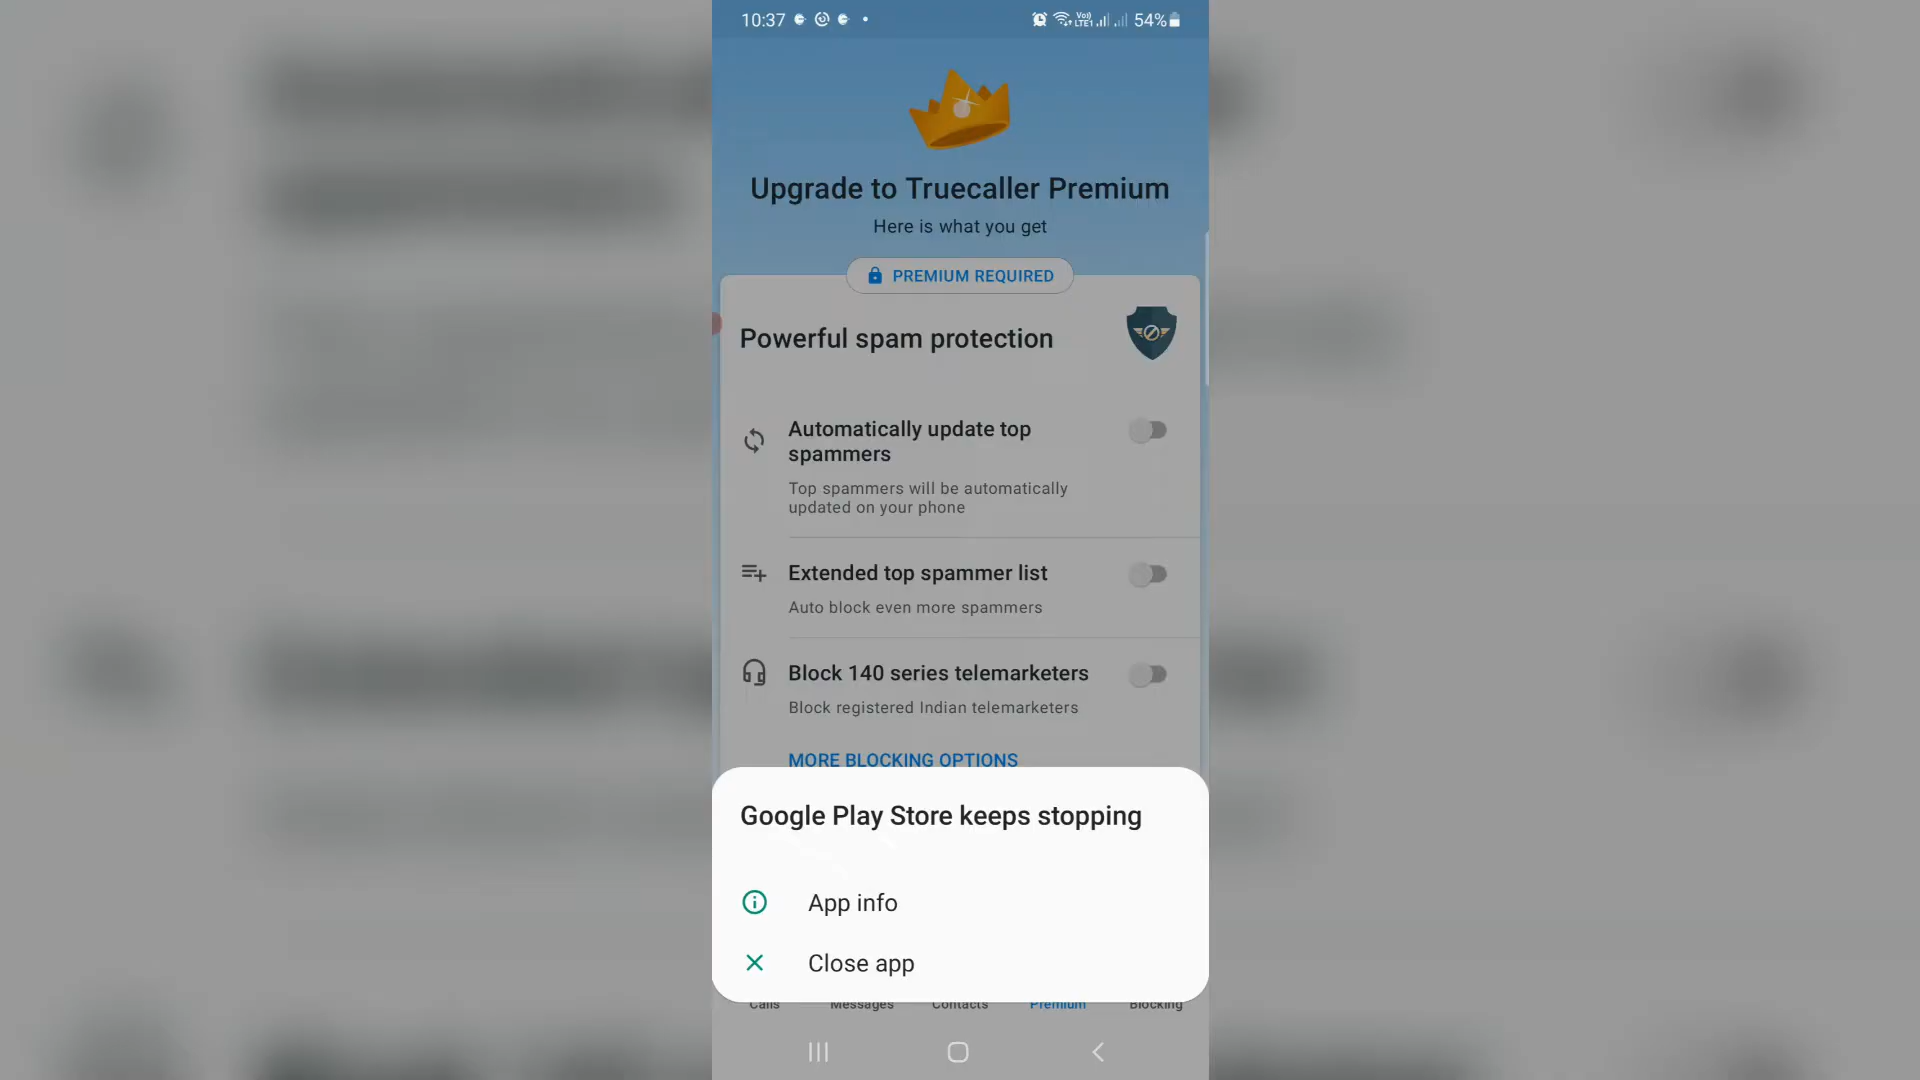 10:37
Vo)) LTE1 54%
Upgrade to Truecaller Premium
Here is what you get
PREMIUM REQUIRED
Powerful spam protection
Automatically update top
spammers
Top spammers will be automatically
updated on your phone
Extended top spammer list
Auto block even more spammers
Block 140 series telemarketers
Block registered Indian telemarketers
MORE BLOCKING OPTIONS
Google Play Store keeps stopping
App info
Close app
Calls Messages Contacts Premium Blocking